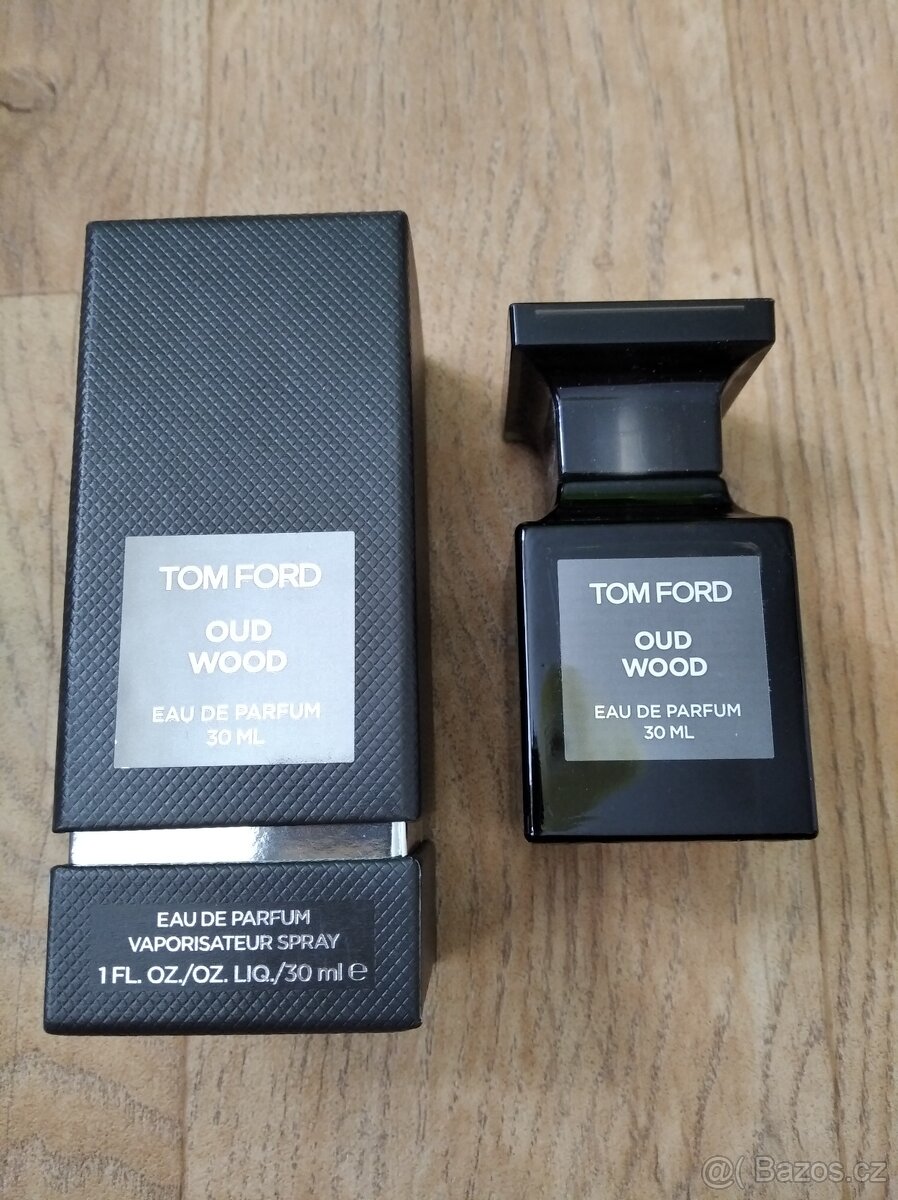 TOM FORD
OUD
WOOD
EAU DE PARFUM
30 ML
EAU DE PARFUM
VAPORISATEUR SPRAY
1 FL. OZ./OZ. LIQ./30 ml ℮
TOM FORD
OUD
WOOD
EAU DE PARFUM
30 ML
@( Bazos.cz